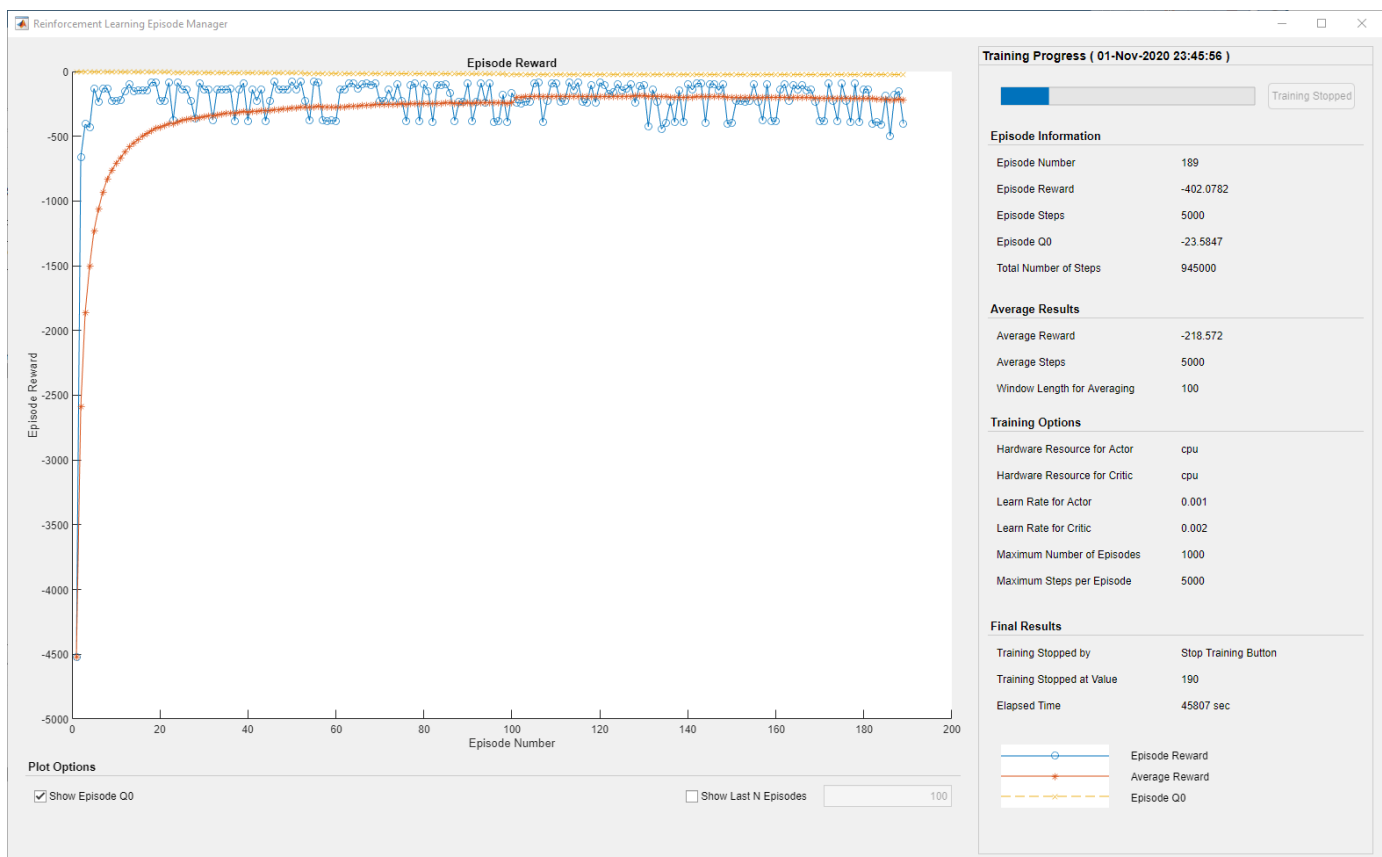 Reinforcement Learning Episode Manager
Episode Reward
0
-500
-1000
-1500
-2000
-2500
-3000
-3500
-4000
-4500
-5000
Episode Reward
0 20 40 60 80 100 120 140 160 180 200
Episode Number
Plot Options
Show Episode Q0
Show Last N Episodes 100
Training Progress ( 01-Nov-2020 23:45:56 )
Training Stopped
Episode Information
Episode Number 189
Episode Reward -402.0782
Episode Steps 5000
Episode Q0 -23.5847
Total Number of Steps 945000
Average Results
Average Reward -218.572
Average Steps 5000
Window Length for Averaging 100
Training Options
Hardware Resource for Actor cpu
Hardware Resource for Critic cpu
Learn Rate for Actor 0.001
Learn Rate for Critic 0.002
Maximum Number of Episodes 1000
Maximum Steps per Episode 5000
Final Results
Training Stopped by Stop Training Button
Training Stopped at Value 190
Elapsed Time 45807 sec
Episode Reward
Average Reward
Episode Q0